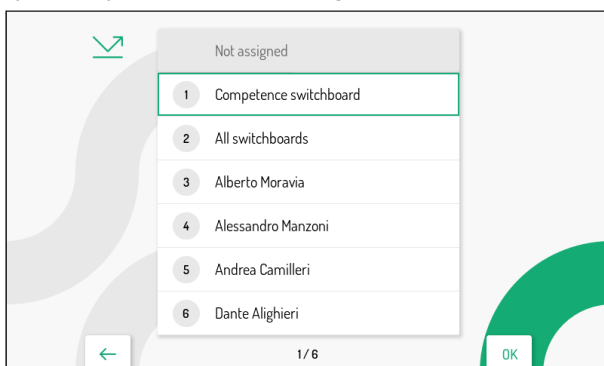 Not assigned
1 Competence switchboard
2 All switchboards
3 Alberto Moravia
4 Alessandro Manzoni
5 Andrea Camilleri
6 Dante Alighieri
1/6
OK